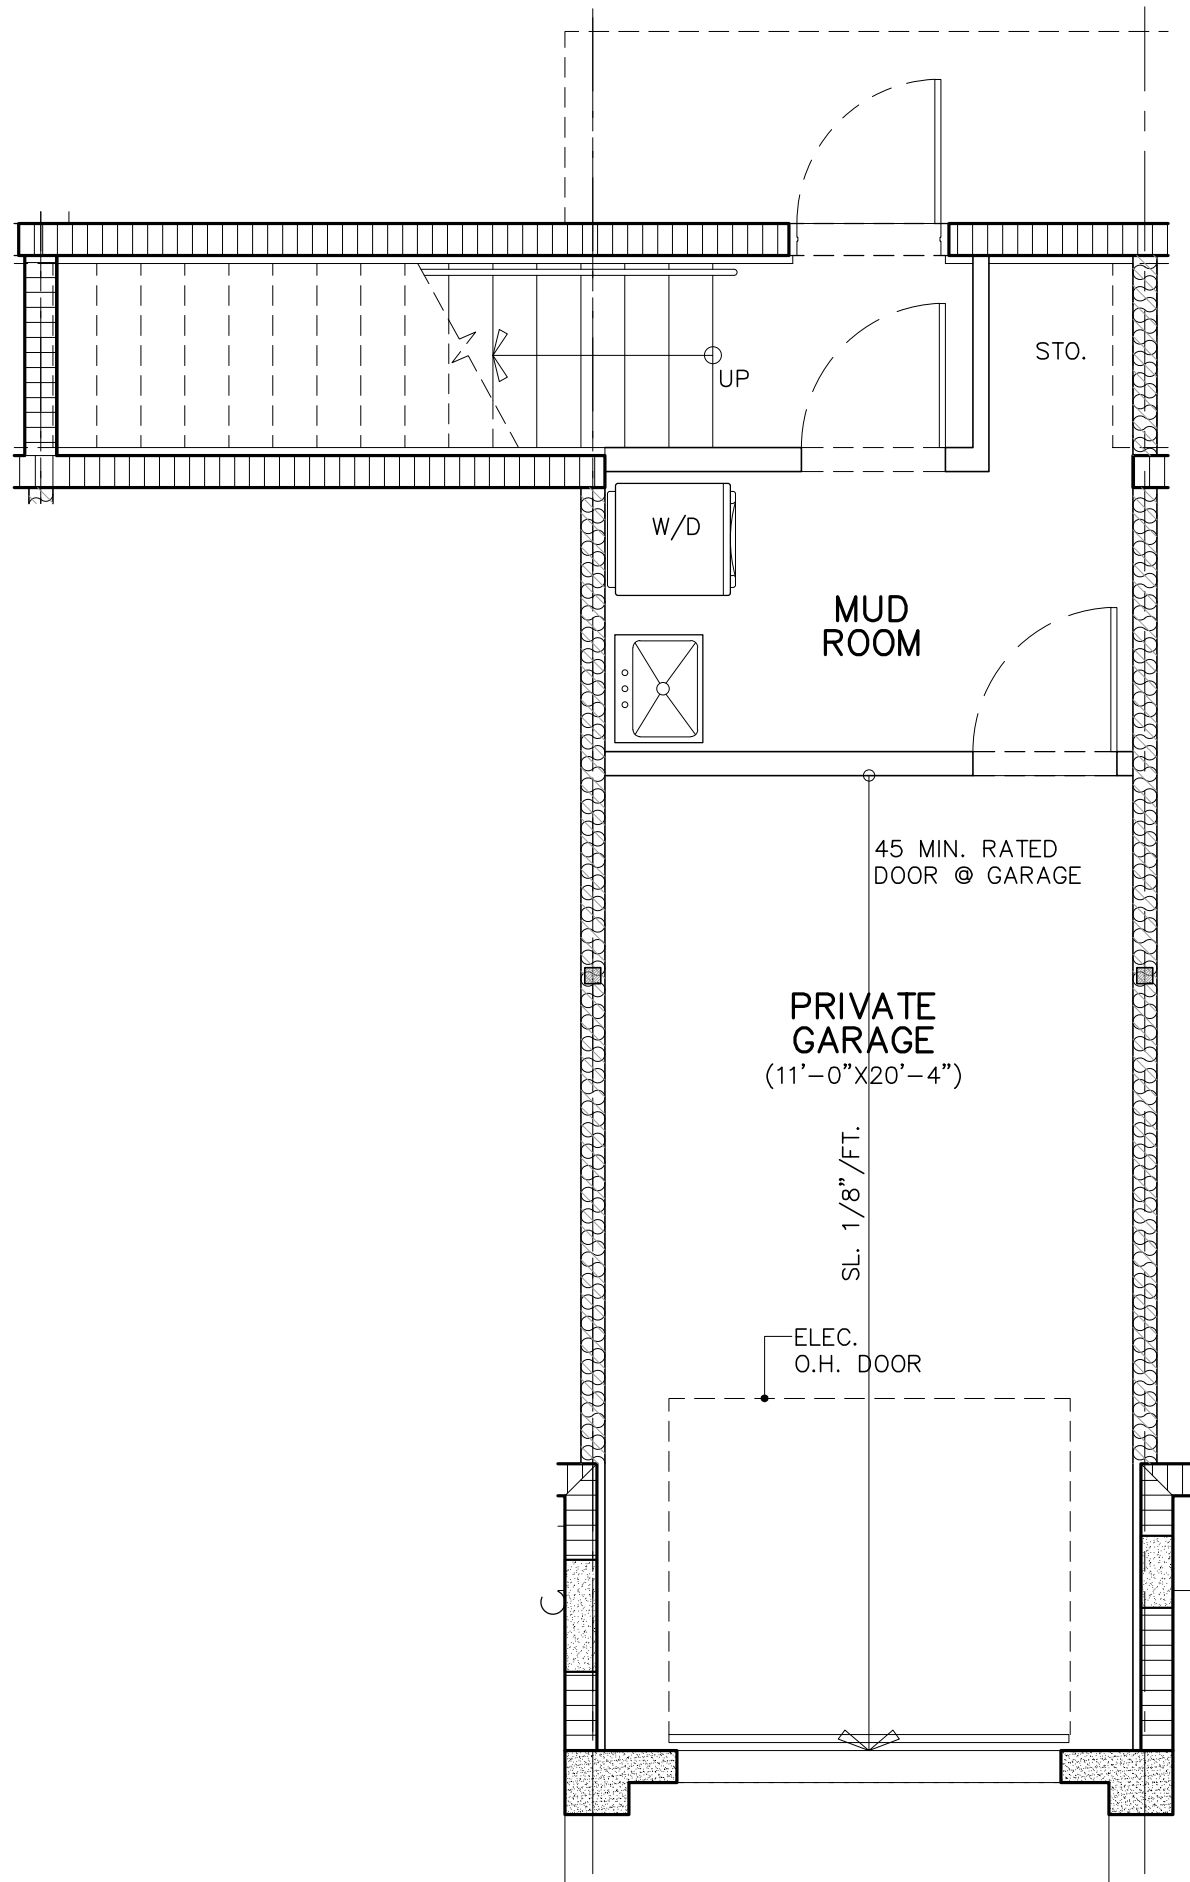 STO.
UP
W/D
MUD
ROOM
45 MIN. RATED
DOOR @ GARAGE
PRIVATE
GARAGE
(11'-0"X20'-4")
SL. 1/8"/FT.
ELEC.
O.H. DOOR